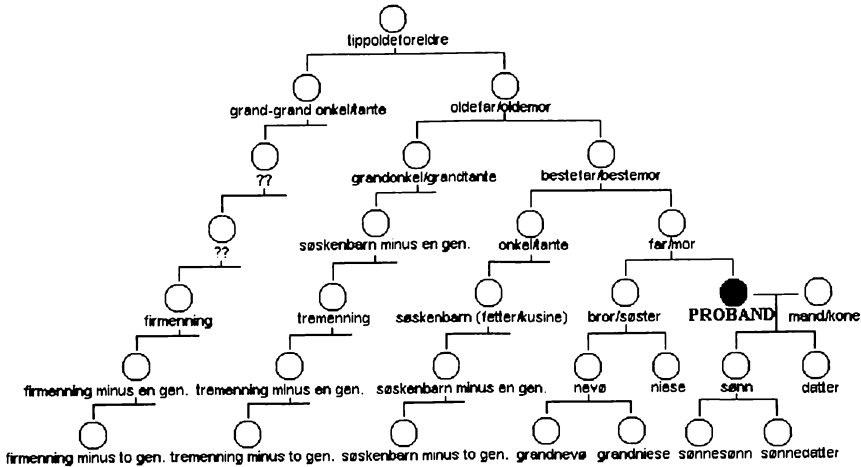 tippoldeforeldre
grand-grand onkel/tante oldefar/oldemor
?? grandonkel/grandtante bestefar/bestemor
?? søskenbarn minus en gen. onkel/tante far/mor
firmenning tremenning søskenbarn (fetter/kusine) bror/søster PROBAND mand/kone
firmenning minus en gen. tremenning minus en gen. søskenbarn minus en gen. nevø niese sønn datter
firmenning minus to gen. tremenning minus to gen. søskenbarn minus to gen. grandnevø grandniese sønnesønn sønnedatter